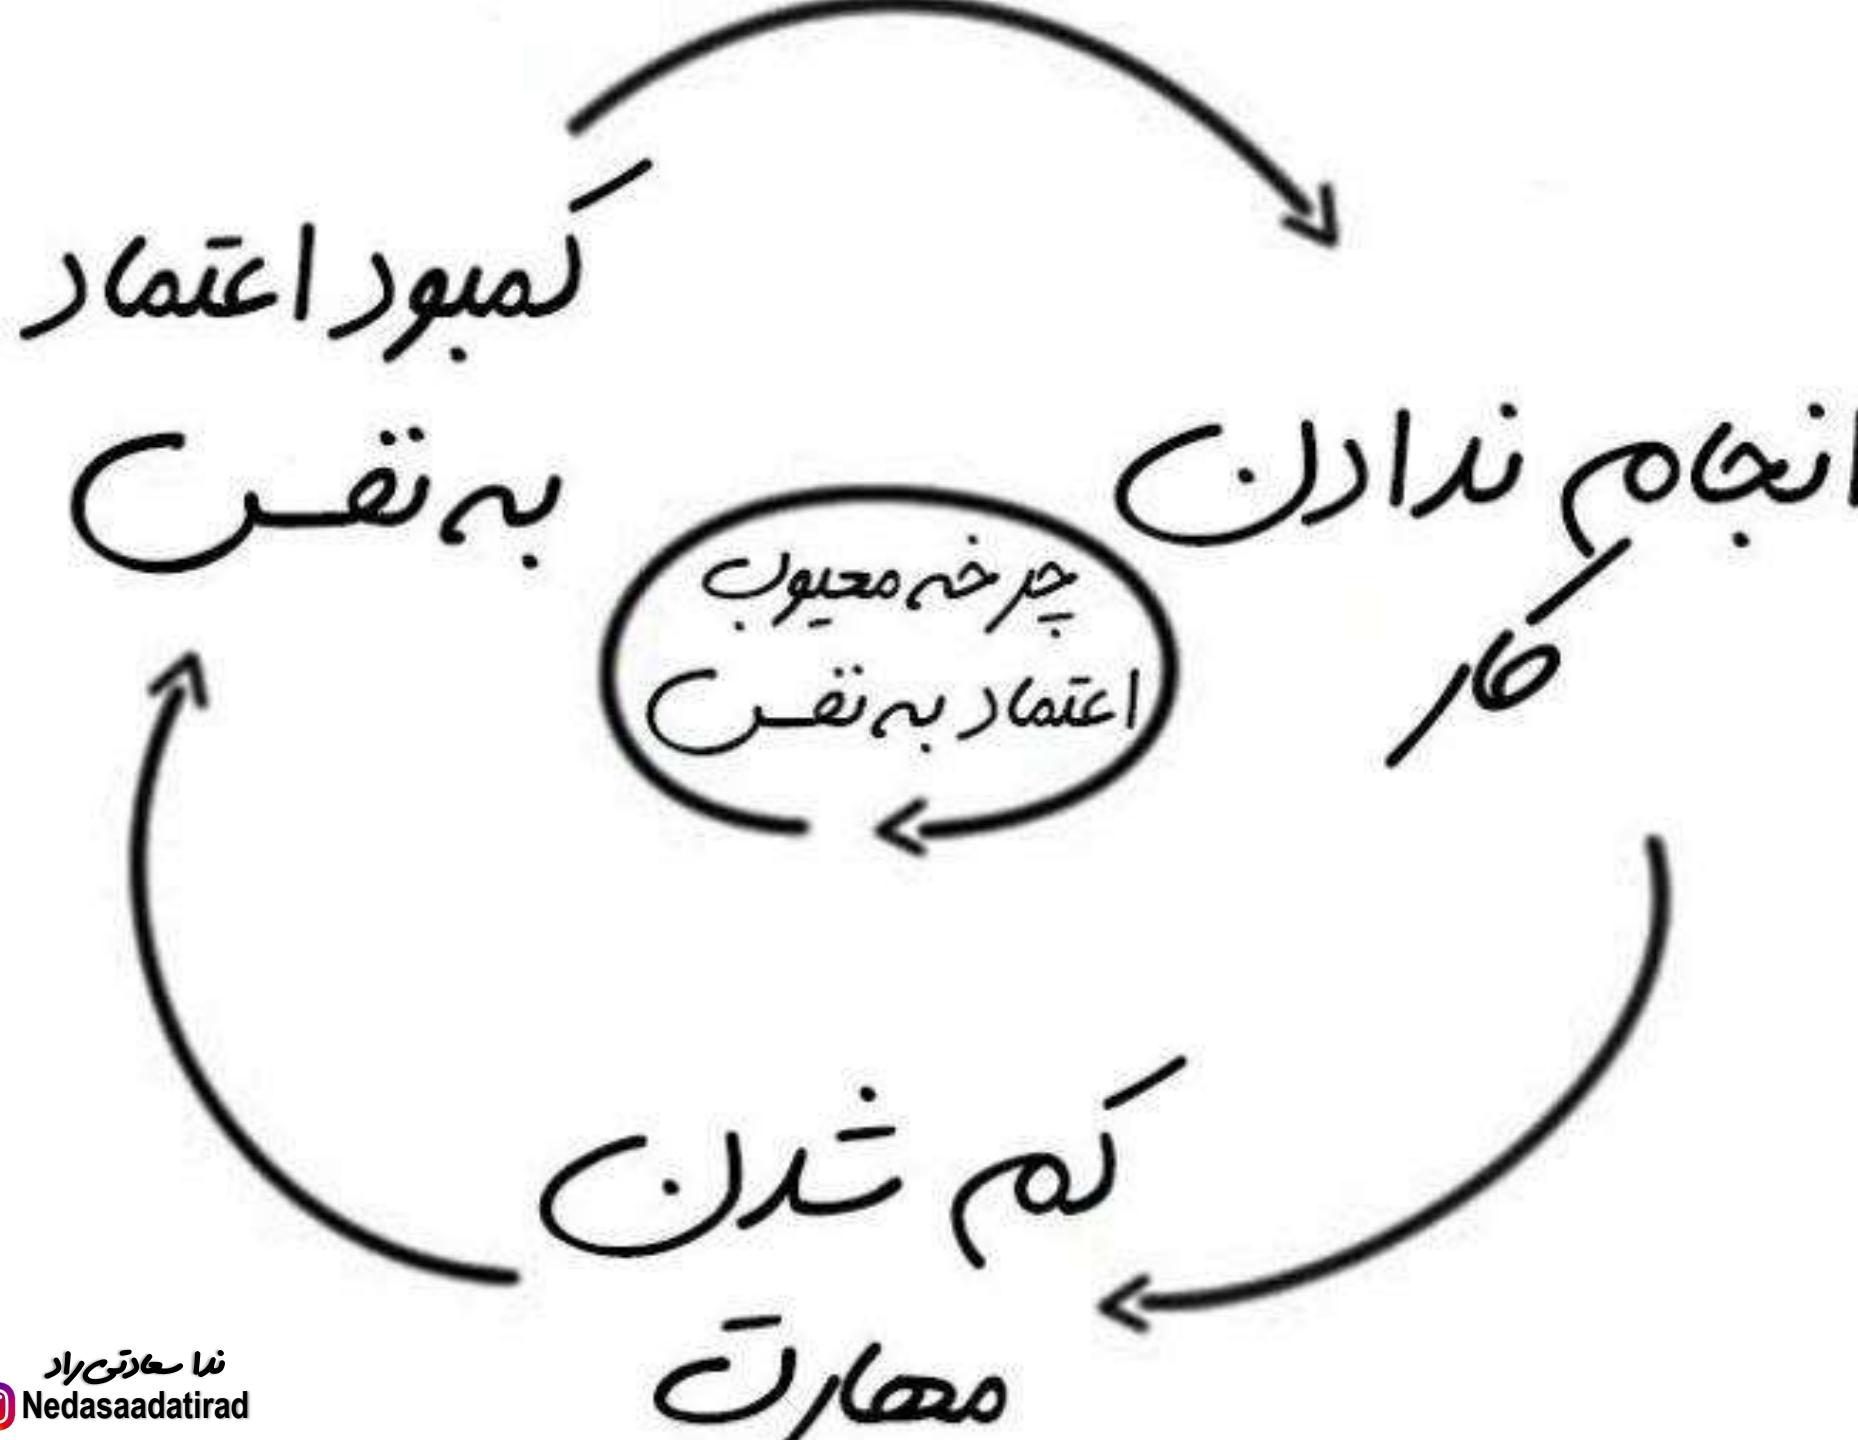 کمبود اعتماد
به نفس
انجام ندادن
کار
چرخه معیوب
اعتماد به نفس
کم شدن
مهارت
ندا سعادتی راد
Nedasaadatirad